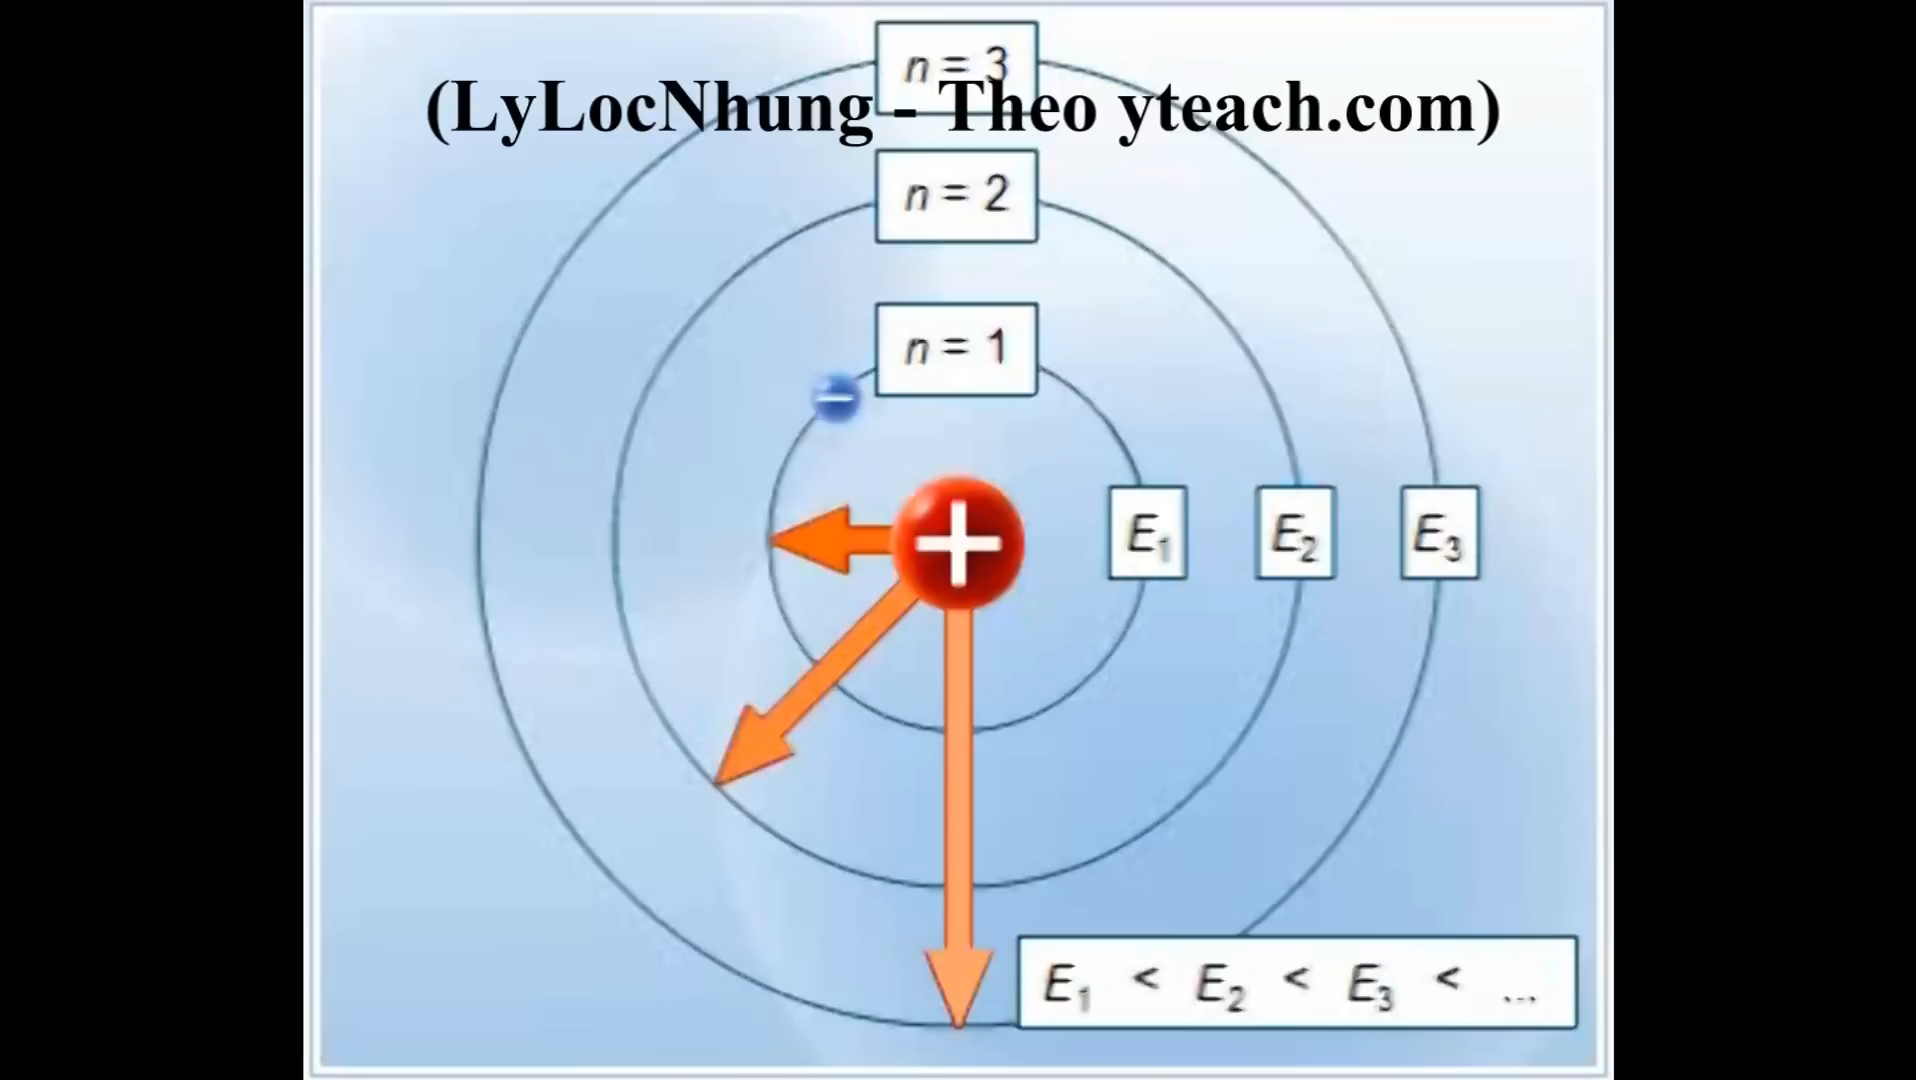 n = 3
(LyLocNhung - Theo yteach.com)
n = 2
n = 1
E₁ E₂ E₃
E₁ < E₂ < E₃ < ...